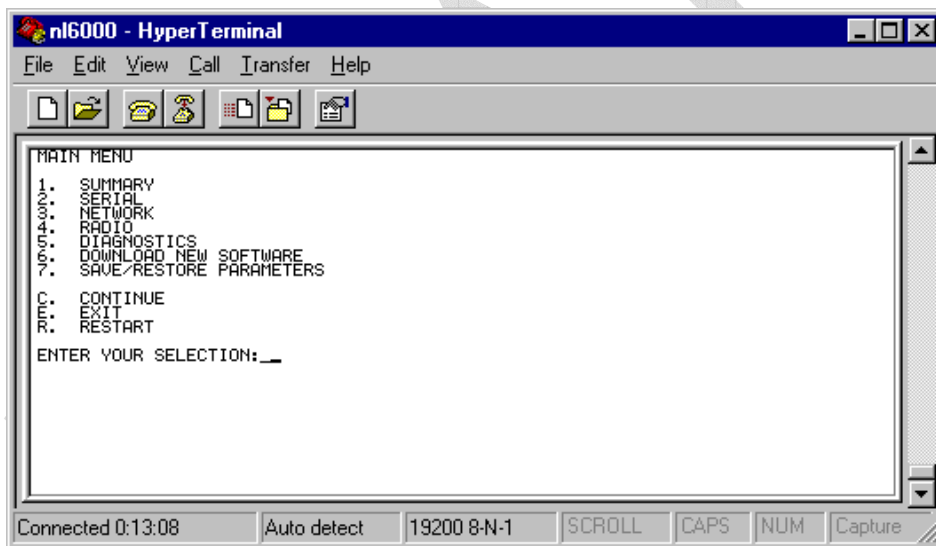 nl6000 - HyperTerminal
File Edit View Call Transfer Help
MAIN MENU
1. SUMMARY
2. SERIAL
3. NETWORK
4. RADIO
5. DIAGNOSTICS
6. DOWNLOAD NEW SOFTWARE
7. SAVE/RESTORE PARAMETERS
C. CONTINUE
E. EXIT
R. RESTART
ENTER YOUR SELECTION:__
Connected 0:13:08 Auto detect 19200 8-N-1 SCROLL CAPS NUM Capture